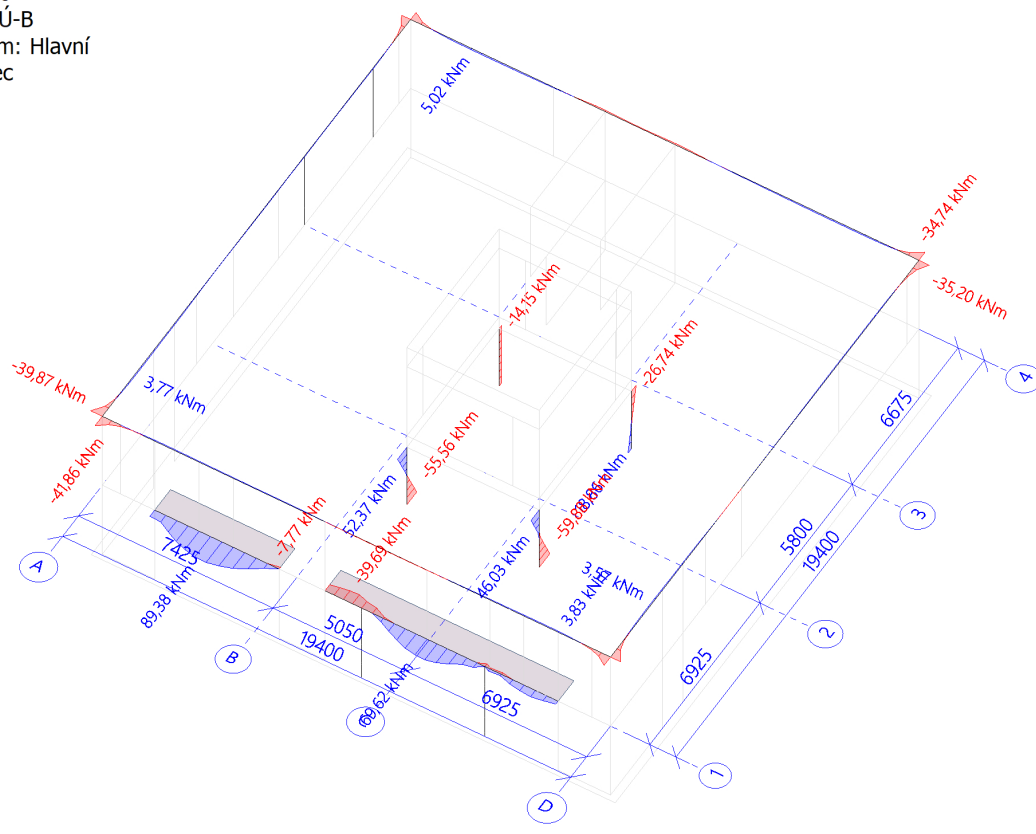 Ú-B
m: Hlavní
ec
5,02 kNm
-34,74 kNm
-35,20 kNm
-14,15 kNm
-26,74 kNm
-39,87 kNm
3,77 kNm
-41,86 kNm
-55,56 kNm
52,37 kNm
-7,77 kNm
-39,69 kNm
46,03 kNm
3,83 kNm
89,38 kNm
7425
5050
19400
6925
6675
5800
19400
6925
A
B
D
1
2
3
4